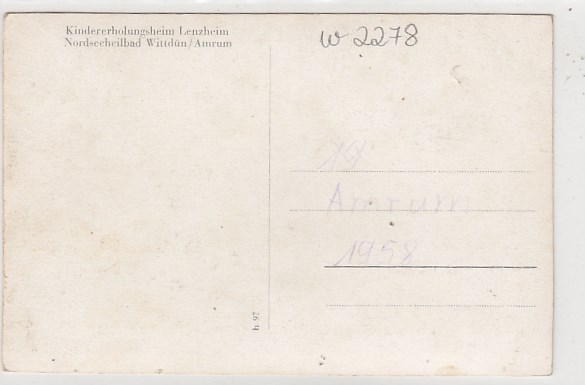 Kindererholungsheim Lenzheim
Nordseeheilbad Wittdün/Amrum
w 2278
Amrum
1958
h 97